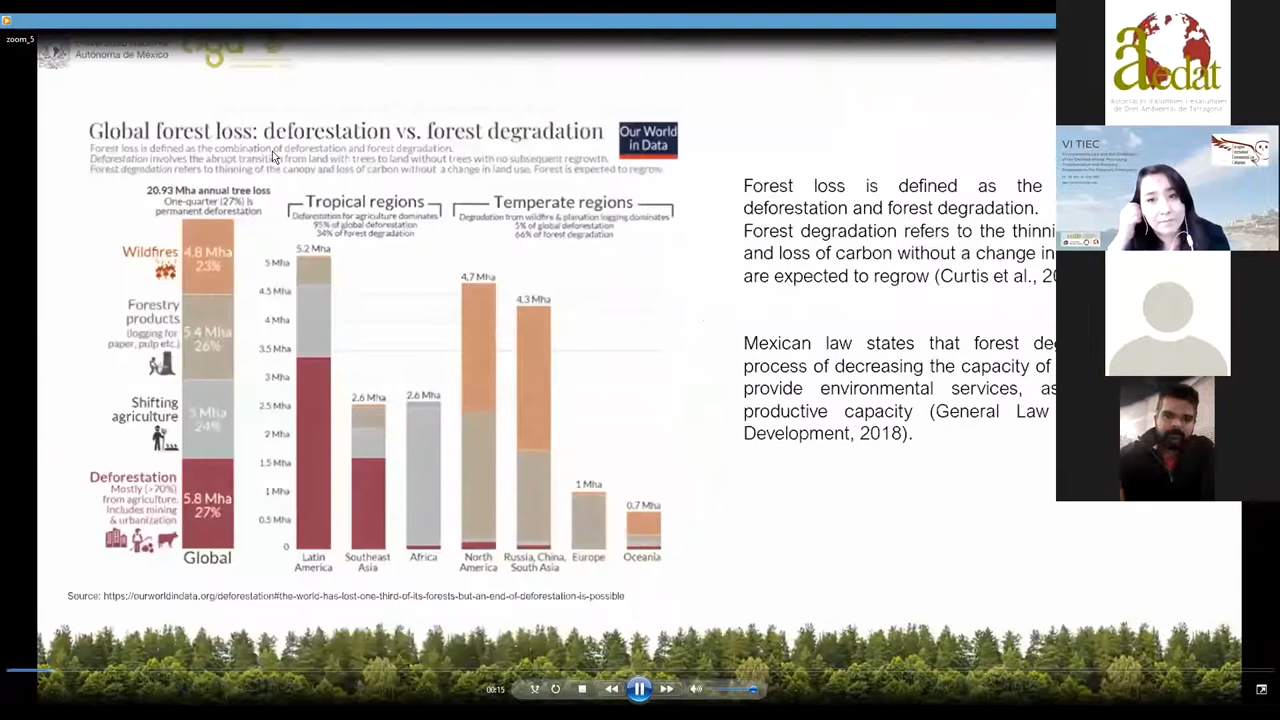 zoom_5
Universidad Nacional
Autónoma de México
Global forest loss: deforestation vs. forest degradation
Our World
in Data
Forest loss is defined as the combination of deforestation and forest degradation.
Deforestation involves the abrupt transition from land with trees to land without trees with no subsequent regrowth.
Forest degradation refers to thinning of the canopy and loss of carbon without a change in land use. Forest is expected to regrow.
20.93 Mha annual tree loss
One-quarter (27%) is
permanent deforestation
Tropical regions
Deforestation for agriculture dominates
95% of global deforestation
34% of forest degradation
Temperate regions
Degradation from wildfire & planation logging dominates
5% of global deforestation
66% of forest degradation
Wildfires
4.8 Mha
23%
Forestry
products
(logging for
paper, pulp etc.)
5.4 Mha
26%
Shifting
agriculture
5 Mha
24%
Deforestation
Mostly (>70%)
from agriculture.
Includes mining
& urbanization
5.8 Mha
27%
Global
5 Mha
4.5 Mha
4 Mha
3.5 Mha
3 Mha
2.5 Mha
2 Mha
1.5 Mha
1 Mha
0.5 Mha
0
5.2 Mha
2.6 Mha
2.6 Mha
4.7 Mha
4.3 Mha
1 Mha
0.7 Mha
Latin
America
Southeast
Asia
Africa
North
America
Russia, China,
South Asia
Europe
Oceania
Source: https://ourworldindata.org/deforestation#the-world-has-lost-one-third-of-its-forests-but-an-end-of-deforestation-is-possible
Forest loss is defined as the
deforestation and forest degradation.
Forest degradation refers to the thinni
and loss of carbon without a change in
are expected to regrow (Curtis et al., 20
Mexican law states that forest de
process of decreasing the capacity of
provide environmental services, as
productive capacity (General Law
Development, 2018).
aedat
Associació d'alumnes i exalumnes
de Dret Ambiental de Tarragona
VI TIEC
00:15